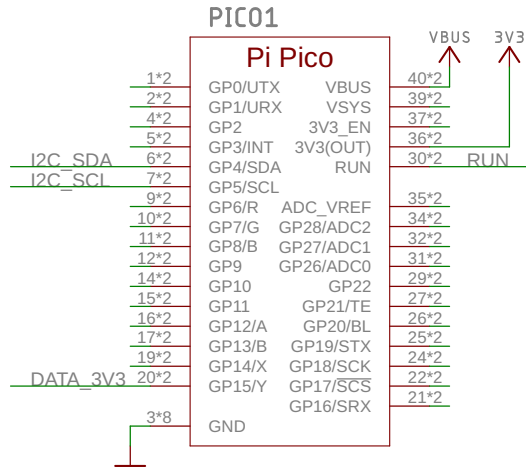 PICO1
VBUS 3V3
Pi Pico
1*2 GP0/UTX VBUS 40*2
2*2 GP1/URX VSYS 39*2
4*2 GP2 3V3_EN 37*2
5*2 GP3/INT 3V3(OUT) 36*2
I2C_SDA 6*2 GP4/SDA RUN 30*2 RUN
I2C_SCL 7*2 GP5/SCL
9*2 GP6/R ADC_VREF 35*2
10*2 GP7/G GP28/ADC2 34*2
11*2 GP8/B GP27/ADC1 32*2
12*2 GP9 GP26/ADC0 31*2
14*2 GP10 GP22 29*2
15*2 GP11 GP21/TE 27*2
16*2 GP12/A GP20/BL 26*2
17*2 GP13/B GP19/STX 25*2
19*2 GP14/X GP18/SCK 24*2
DATA_3V3 20*2 GP15/Y GP17/SCS 22*2
GP16/SRX 21*2
3*8 GND